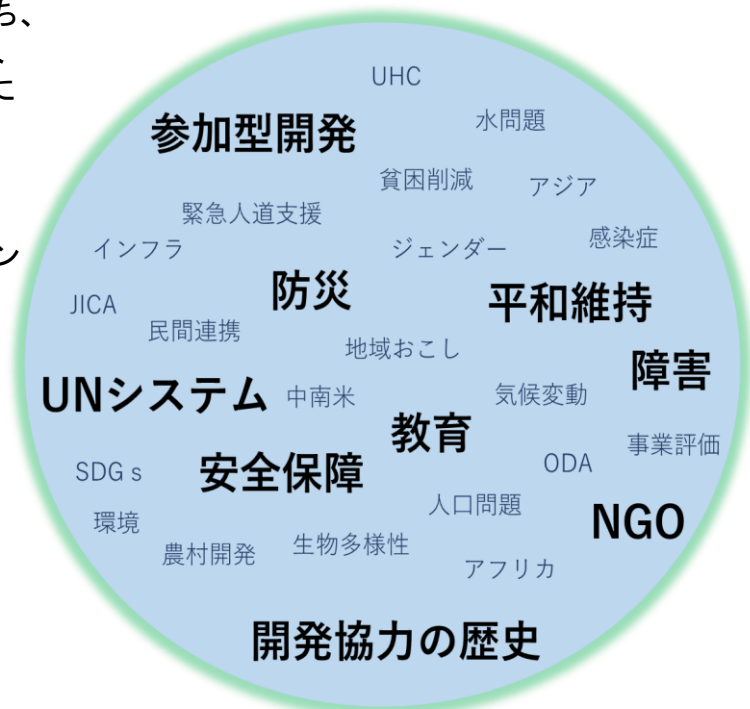 ち、
た
ン
UHC
参加型開発
水問題
貧困削減
アジア
緊急人道支援
インフラ
ジェンダー
感染症
防災
平和維持
JICA
民間連携
地域おこし
障害
UNシステム
中南米
気候変動
教育
事業評価
SDG s
安全保障
ODA
環境
人口問題
NGO
農村開発
生物多様性
アフリカ
開発協力の歴史